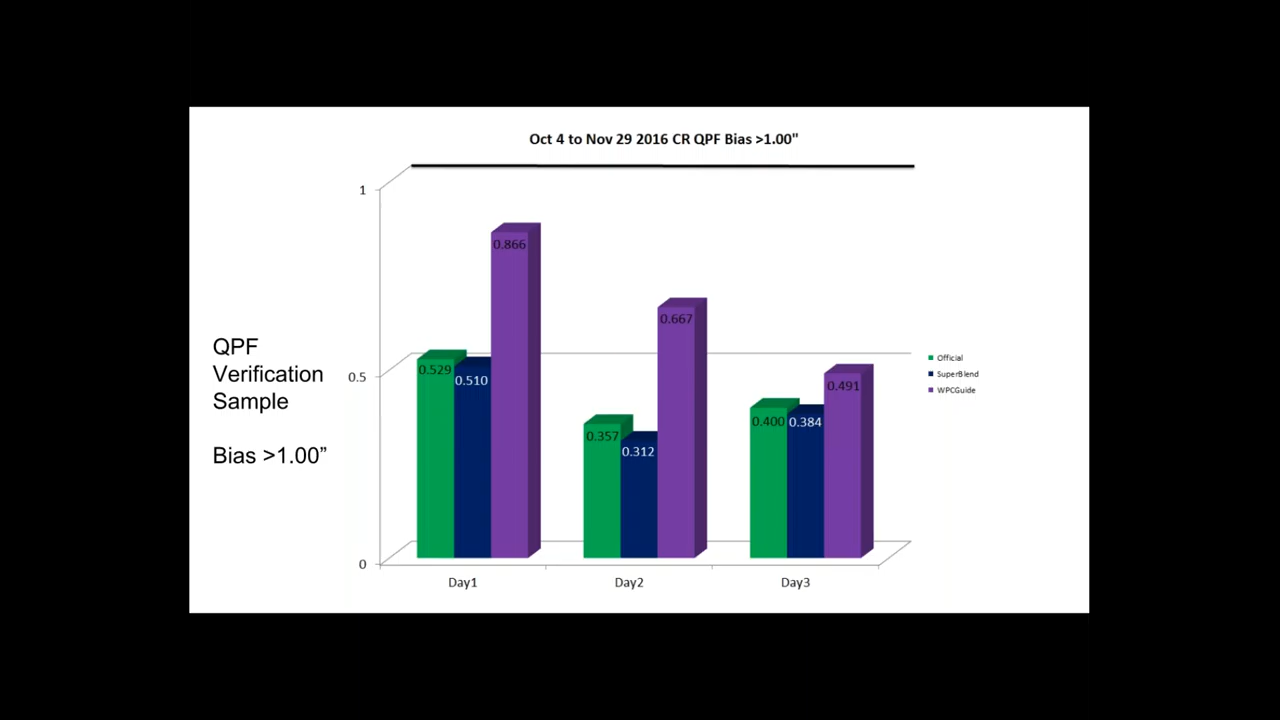 Oct 4 to Nov 29 2016 CR QPF Bias >1.00"
QPF
Verification
Sample
Bias >1.00”
1
0.5
0
0.529
0.510
0.866
0.357
0.312
0.667
0.400
0.384
0.491
Day1
Day2
Day3
Official
SuperBlend
WPCGuide